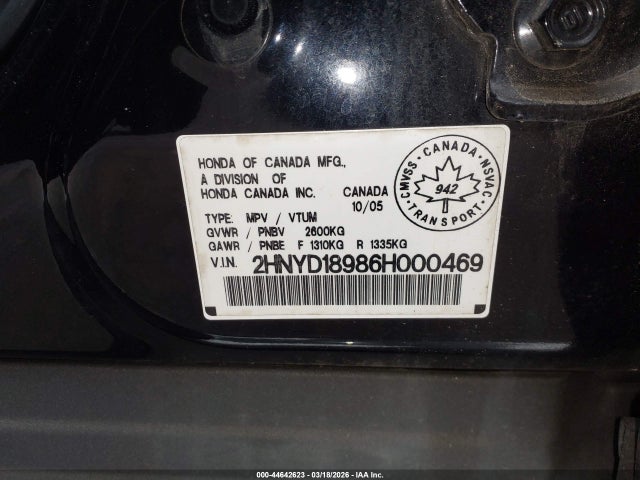 HONDA OF CANADA MFG.,
A DIVISION OF
HONDA CANADA INC. CANADA
10/05
TYPE: MPV / VTUM
GVWR / PNBV 2600KG
GAWR / PNBE F 1310KG R 1335KG
V.I.N. 2HNYD18986H000469
CMVSS - CANADA - NSVAC
942
TRANSPORT
000-44642623 - 03/18/2026 - IAA Inc.